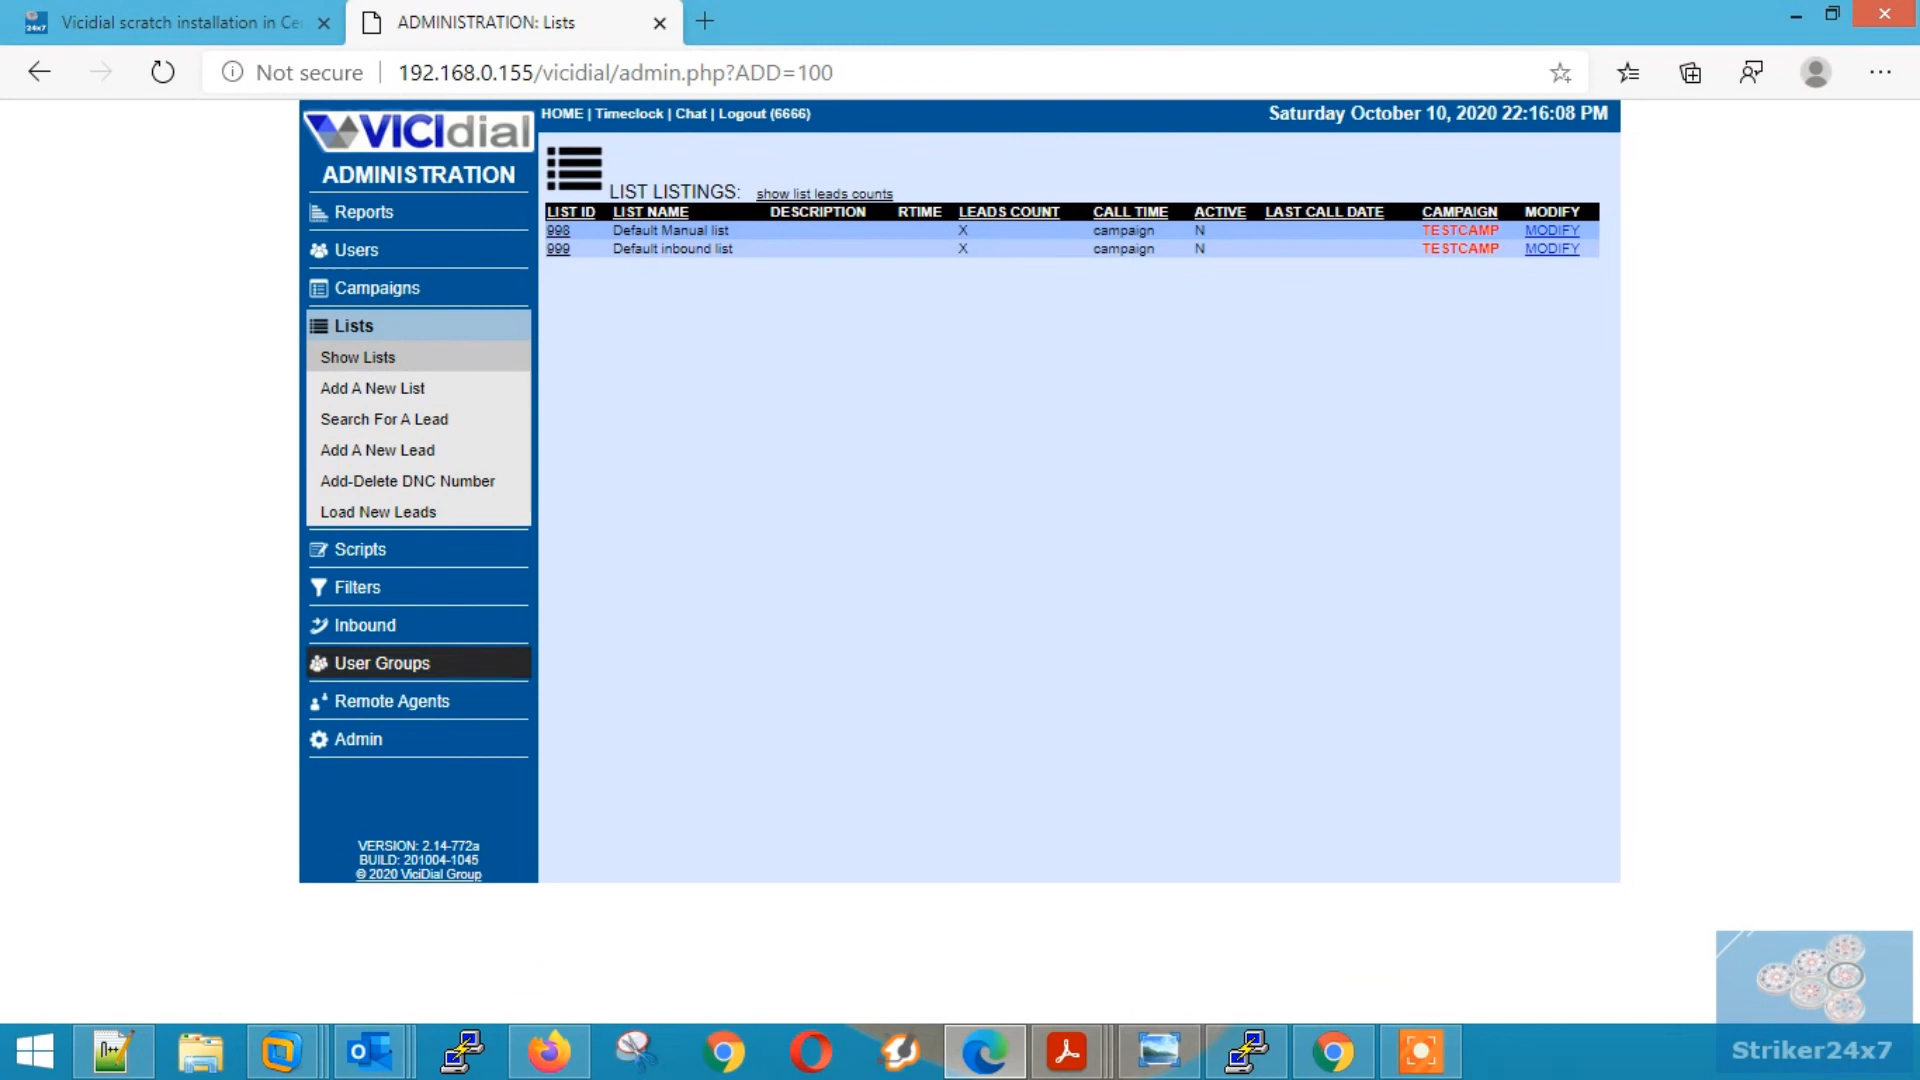 Vicidial scratch installation in Ce
ADMINISTRATION: Lists
Not secure
192.168.0.155/vicidial/admin.php?ADD=100
VICIdial
HOME | Timeclock | Chat | Logout (6666)
Saturday October 10, 2020 22:16:08 PM
ADMINISTRATION
Reports
Users
Campaigns
Lists
Show Lists
Add A New List
Search For A Lead
Add A New Lead
Add-Delete DNC Number
Load New Leads
Scripts
Filters
Inbound
User Groups
Remote Agents
Admin
VERSION: 2.14-772a
BUILD: 201004-1045
© 2020 ViciDial Group
LIST LISTINGS: show list leads counts
LIST ID LIST NAME DESCRIPTION RTIME LEADS COUNT CALL TIME ACTIVE LAST CALL DATE CAMPAIGN MODIFY
998 Default Manual list X campaign N TESTCAMP MODIFY
999 Default inbound list X campaign N TESTCAMP MODIFY
Striker24x7